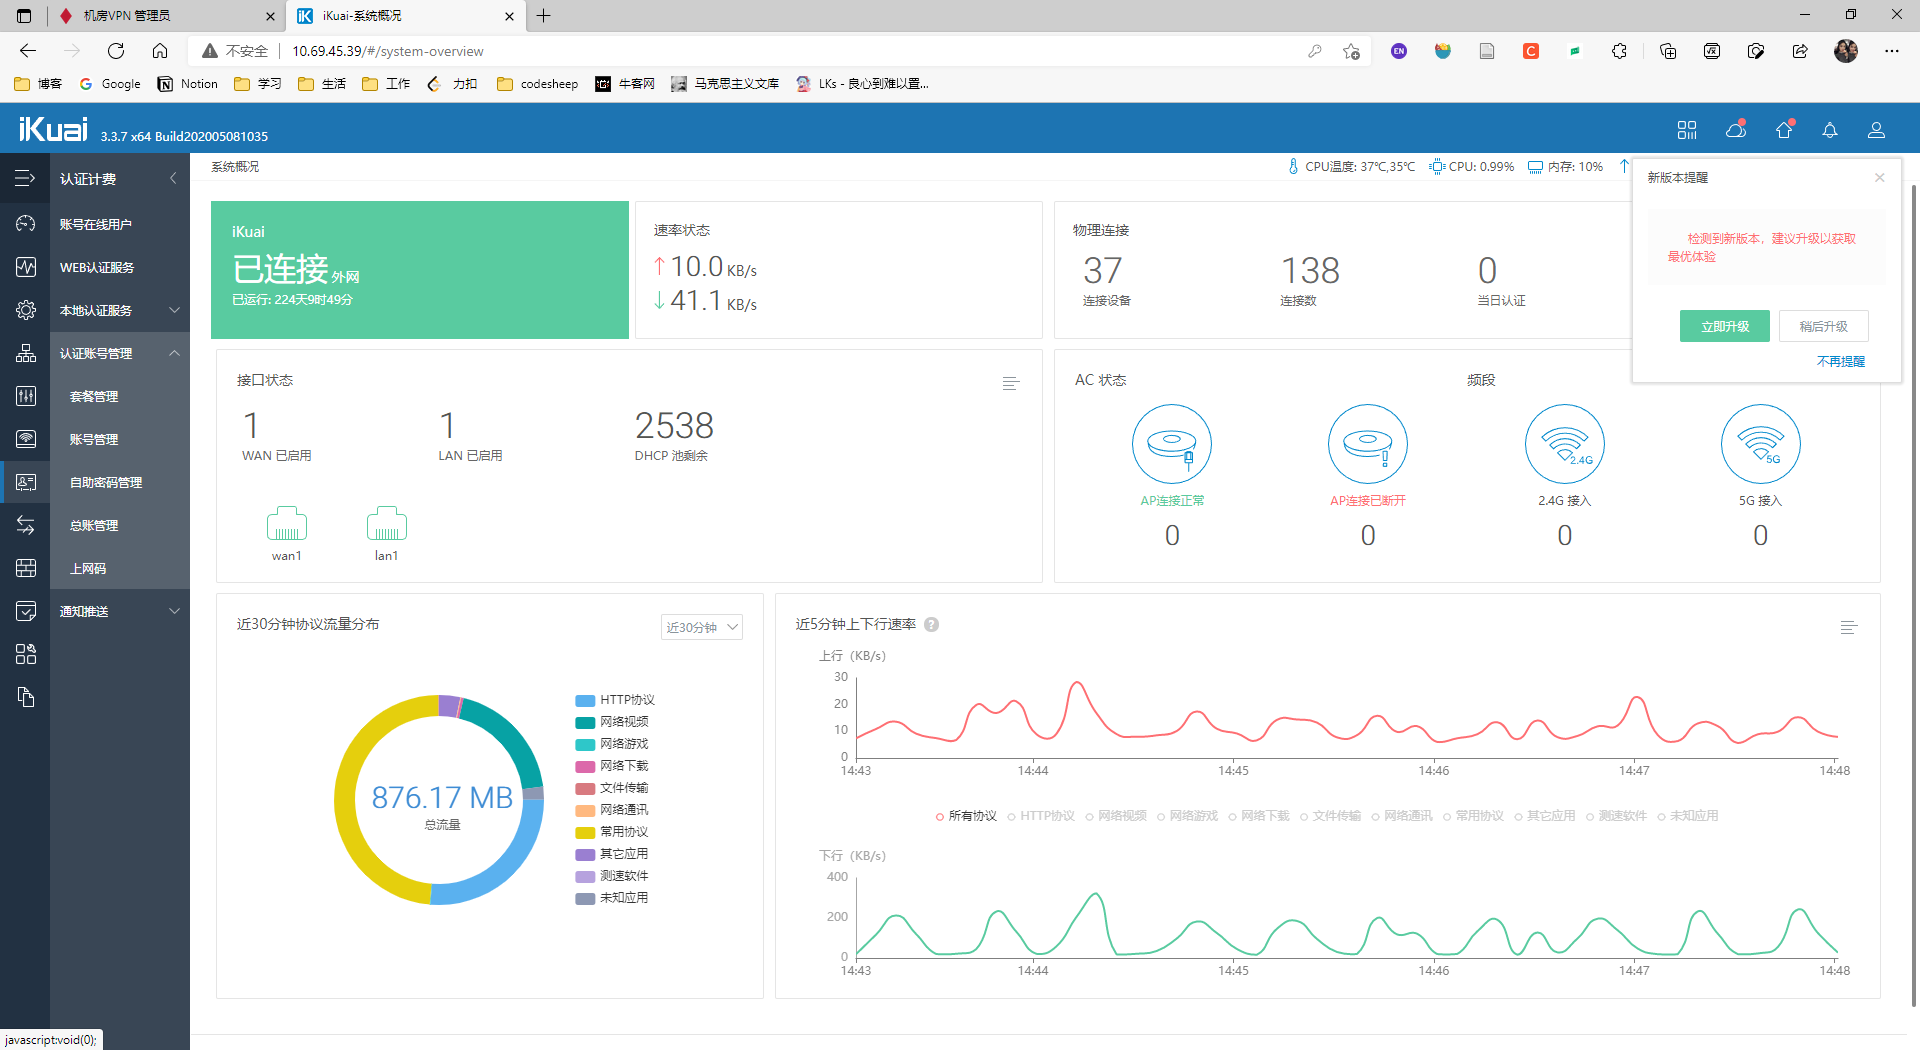 机房VPN 管理员
iKuai-系统概况
不安全
10.69.45.39/#/system-overview
博客
Google
Notion
学习
生活
工作
力扣
codesheep
牛客网
马克思主义文库
LKs - 良心到难以置...
iKuai 3.3.7 x64 Build202005081035
认证计费
账号在线用户
WEB认证服务
本地认证服务
认证账号管理
套餐管理
账号管理
自助密码管理
总账管理
上网码
通知推送
系统概况
CPU温度: 37℃,35℃
CPU: 0.99%
内存: 10%
新版本提醒
检测到新版本，建议升级以获取
最优体验
立即升级
稍后升级
不再提醒
iKuai
已连接 外网
已运行: 224天9时49分
速率状态
10.0 KB/s
41.1 KB/s
物理连接
37
连接设备
138
连接数
0
当日认证
接口状态
1
WAN 已启用
1
LAN 已启用
2538
DHCP 池剩余
wan1
lan1
AC 状态
频段
2.4G
5G
AP连接正常
AP连接已断开
2.4G 接入
5G 接入
0
0
0
0
近30分钟协议流量分布
近30分钟
876.17 MB
总流量
HTTP协议
网络视频
网络游戏
网络下载
文件传输
网络通讯
常用协议
其它应用
测速软件
未知应用
近5分钟上下行速率
上行（KB/s）
30
20
10
0
14:43
14:44
14:45
14:46
14:47
14:48
所有协议
HTTP协议
网络视频
网络游戏
网络下载
文件传输
网络通讯
常用协议
其它应用
测速软件
未知应用
下行（KB/s）
400
200
0
14:43
14:44
14:45
14:46
14:47
14:48
javascript:void(0);